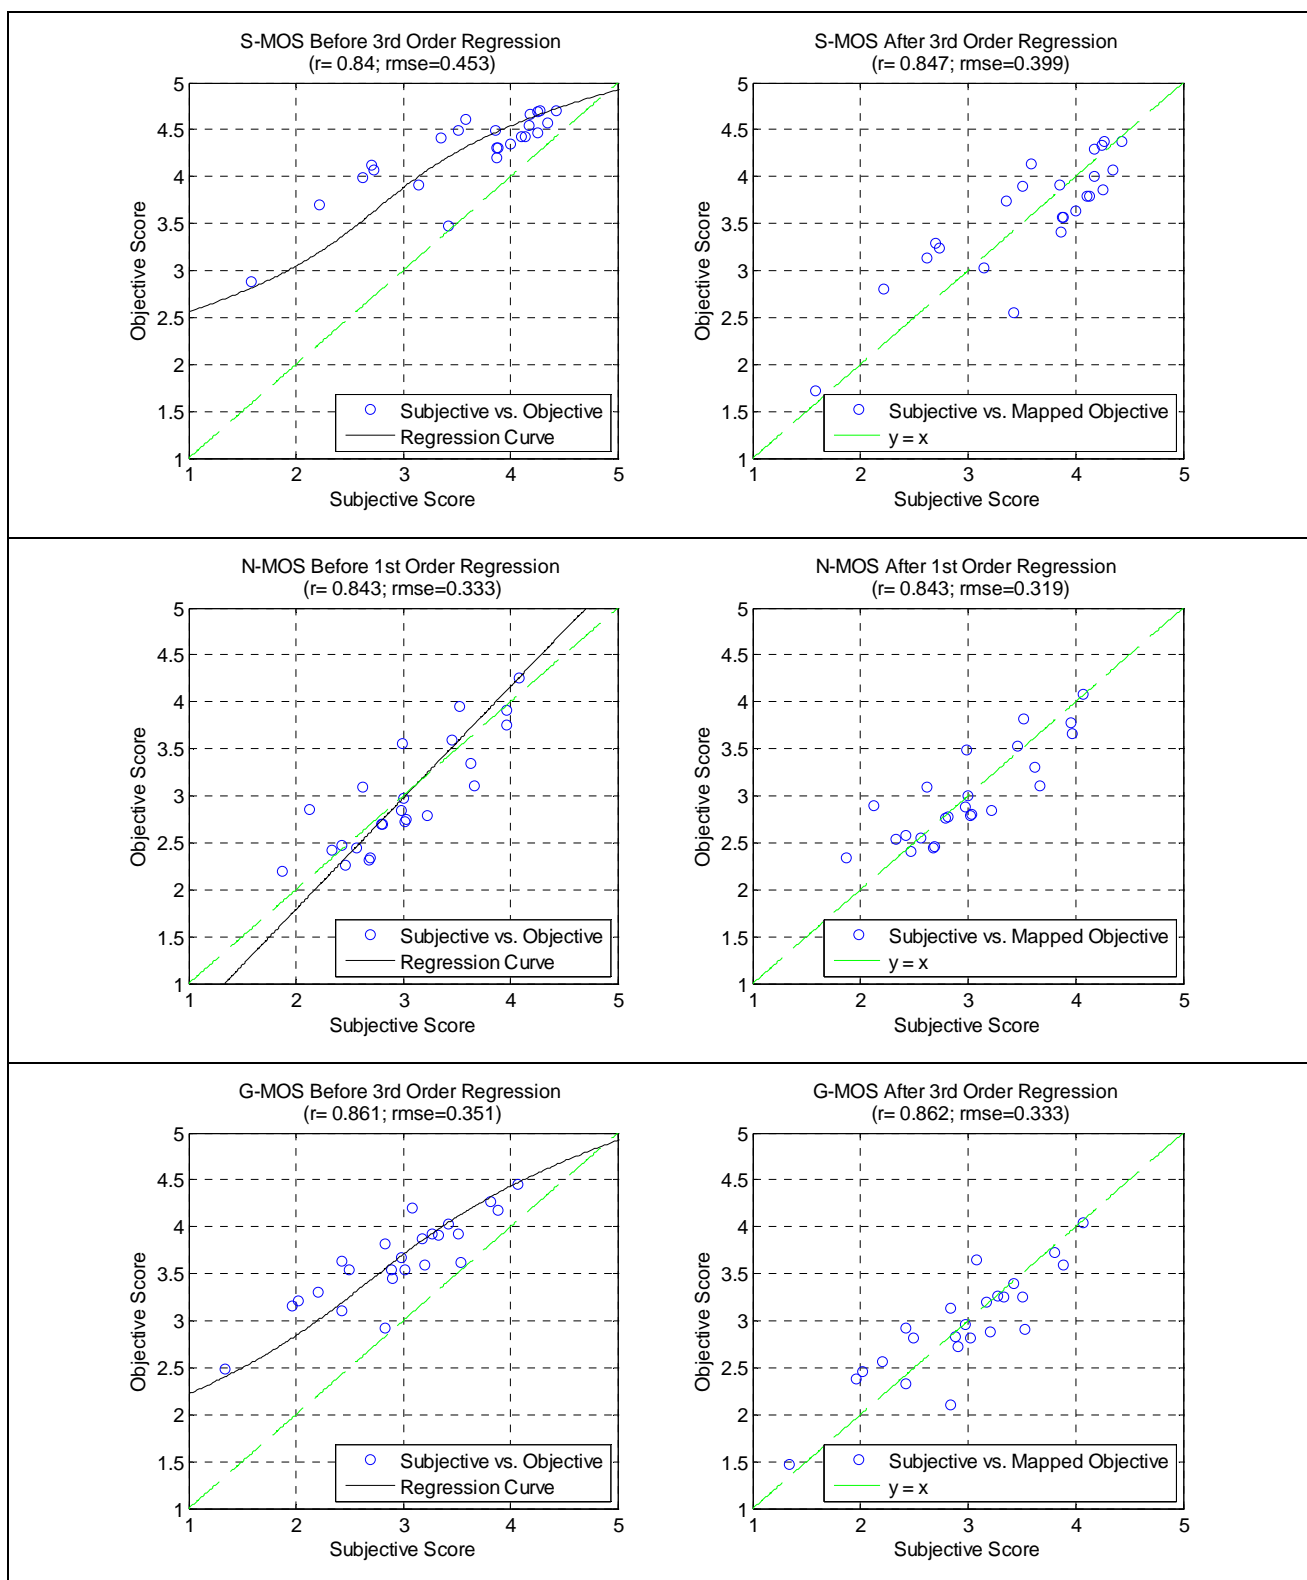 S-MOS Before 3rd Order Regression
(r= 0.84; rmse=0.453)
5
4.5
4
3.5
3
2.5
2
1.5
1
Objective Score
Subjective vs. Objective
Regression Curve
1 2 3 4 5
Subjective Score
S-MOS After 3rd Order Regression
(r= 0.847; rmse=0.399)
5
4.5
4
3.5
3
2.5
2
1.5
1
Objective Score
Subjective vs. Mapped Objective
y = x
1 2 3 4 5
Subjective Score
N-MOS Before 1st Order Regression
(r= 0.843; rmse=0.333)
5
4.5
4
3.5
3
2.5
2
1.5
1
Objective Score
Subjective vs. Objective
Regression Curve
1 2 3 4 5
Subjective Score
N-MOS After 1st Order Regression
(r= 0.843; rmse=0.319)
5
4.5
4
3.5
3
2.5
2
1.5
1
Objective Score
Subjective vs. Mapped Objective
y = x
1 2 3 4 5
Subjective Score
G-MOS Before 3rd Order Regression
(r= 0.861; rmse=0.351)
5
4.5
4
3.5
3
2.5
2
1.5
1
Objective Score
Subjective vs. Objective
Regression Curve
1 2 3 4 5
Subjective Score
G-MOS After 3rd Order Regression
(r= 0.862; rmse=0.333)
5
4.5
4
3.5
3
2.5
2
1.5
1
Objective Score
Subjective vs. Mapped Objective
y = x
1 2 3 4 5
Subjective Score